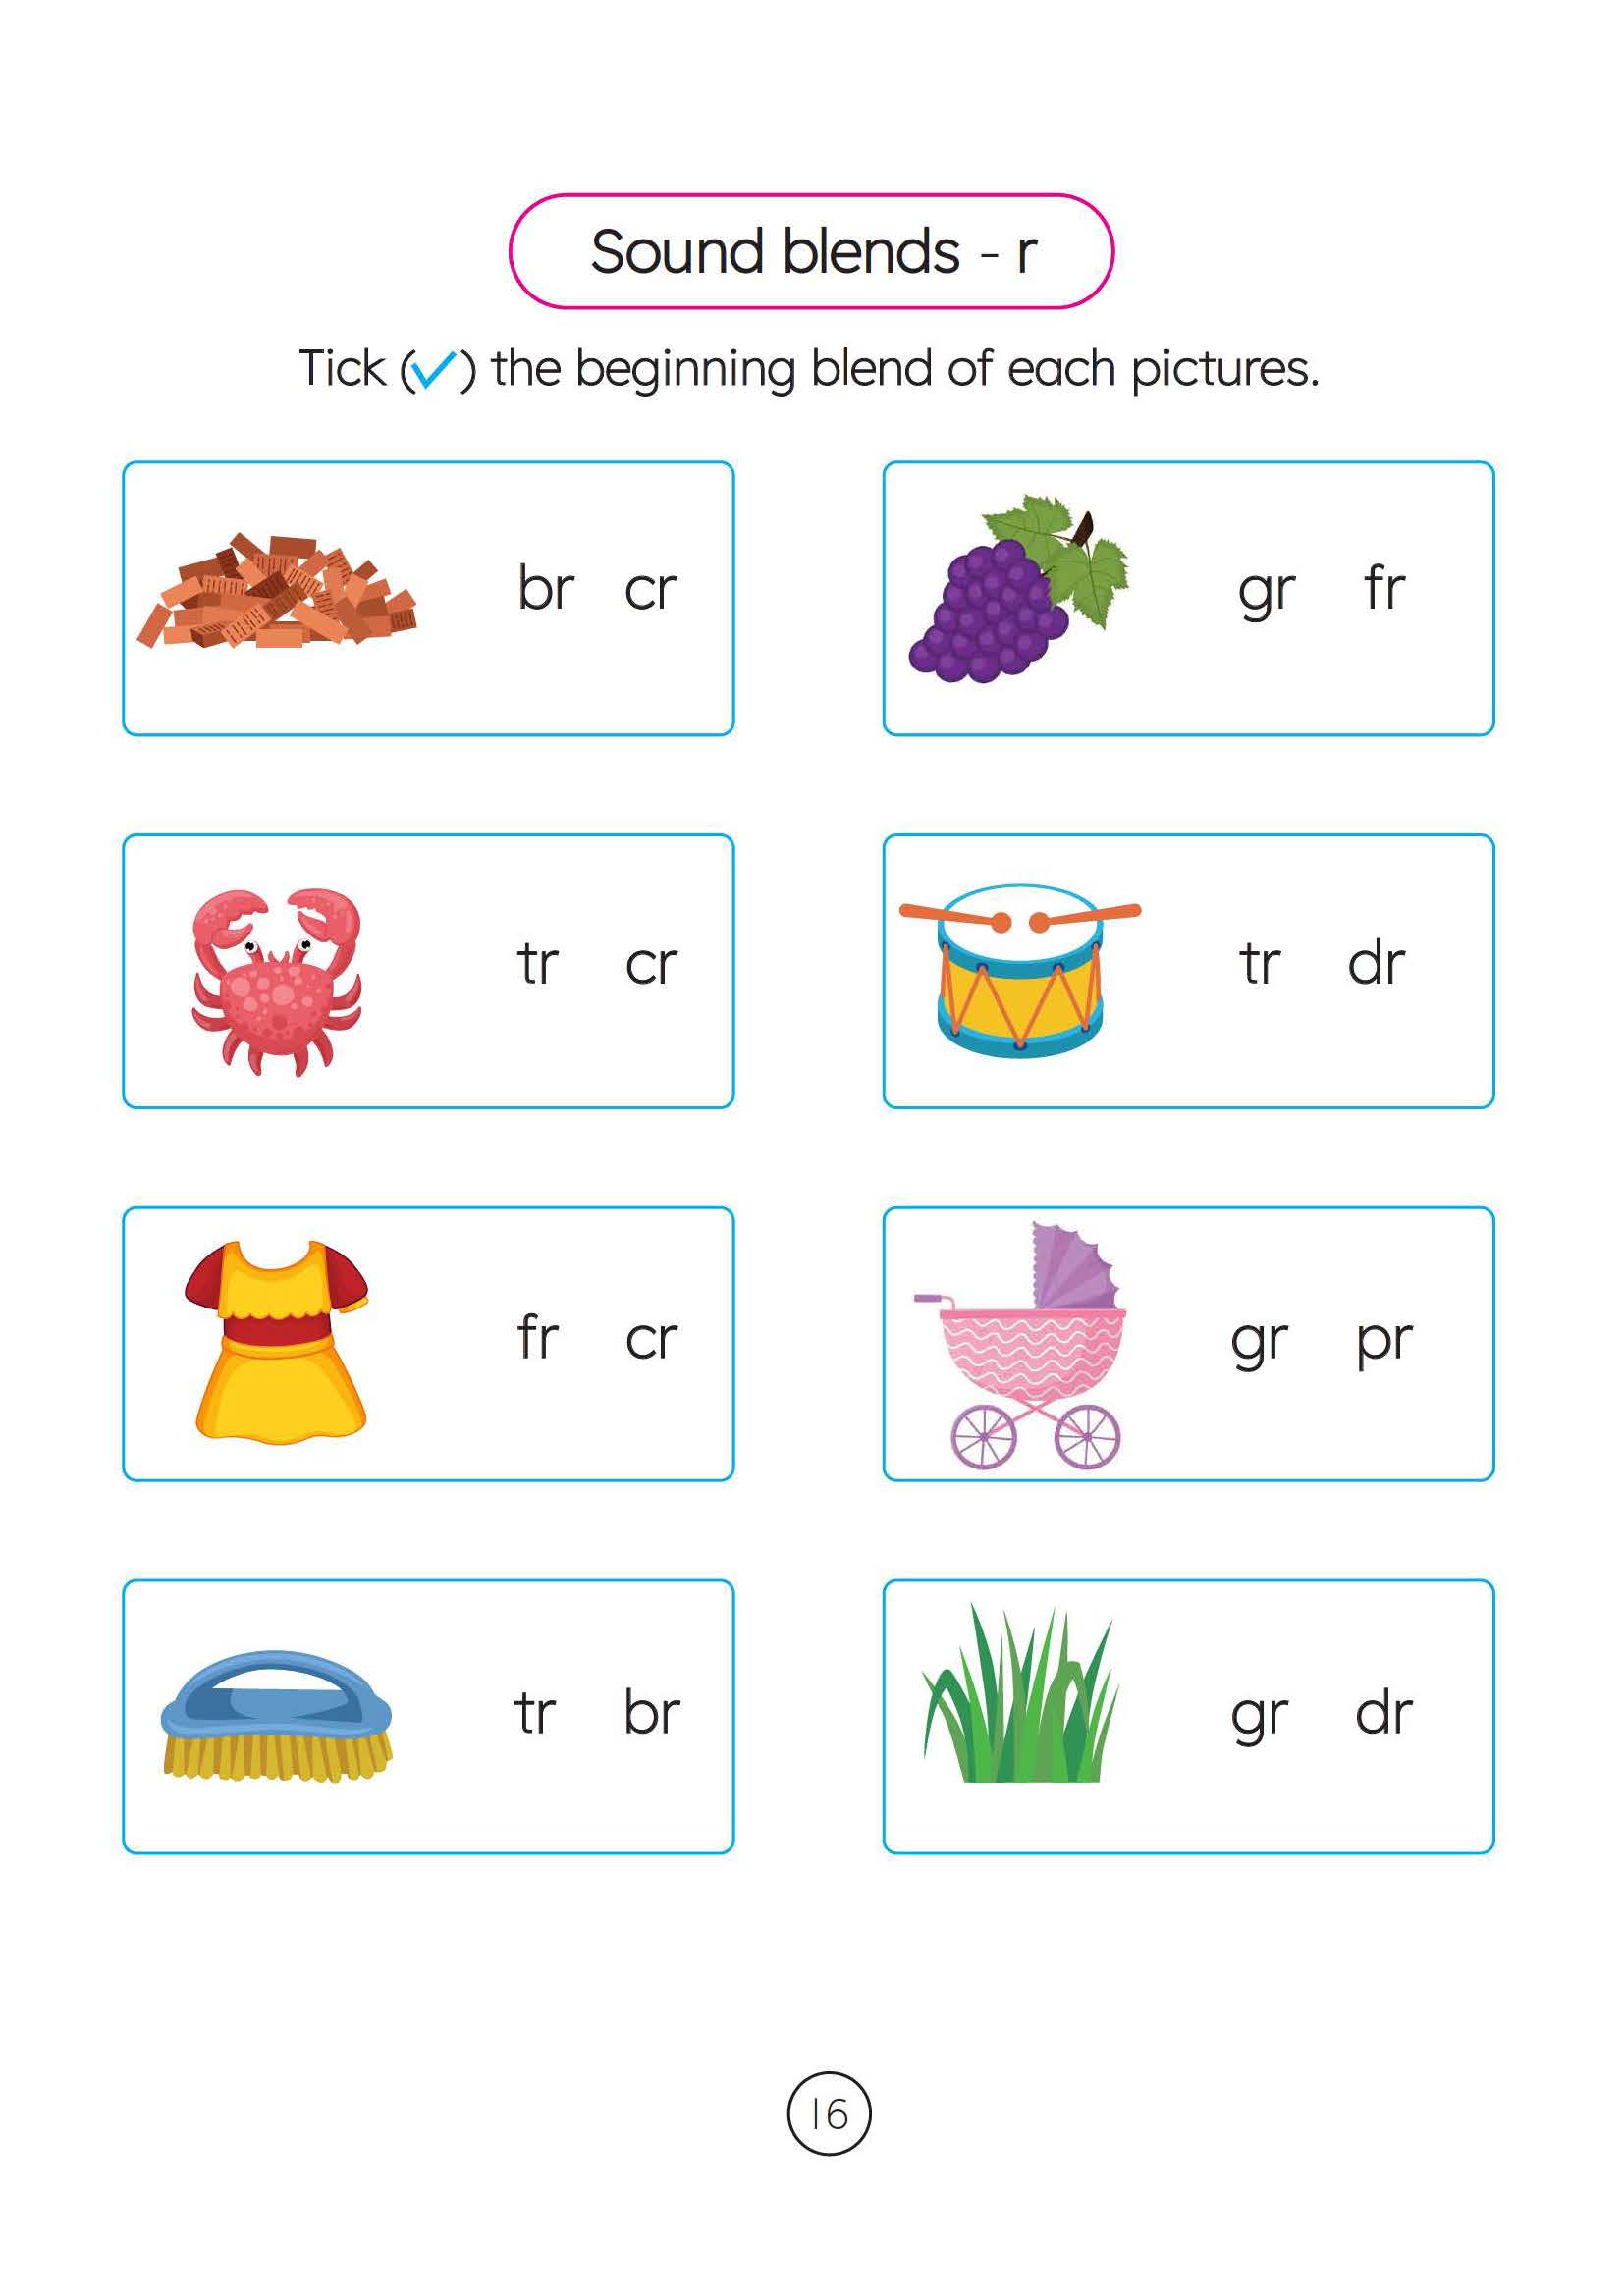 Sound blends - r
Tick (✓) the beginning blend of each pictures.
br cr
gr fr
tr cr
tr dr
fr cr
gr pr
tr br
gr dr
16